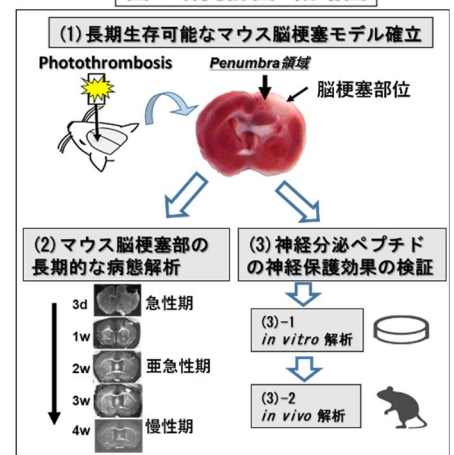 (1)長期生存可能なマウス脳梗塞モデル確立
Photothrombosis
Penumbra領域
脳梗塞部位
(2)マウス脳梗塞部の
長期的な病態解析
3d 急性期
1w
2w 亜急性期
3w
4w 慢性期
(3)神経分泌ペプチド
の神経保護効果の検証
(3)-1
in vitro 解析
(3)-2
in vivo 解析